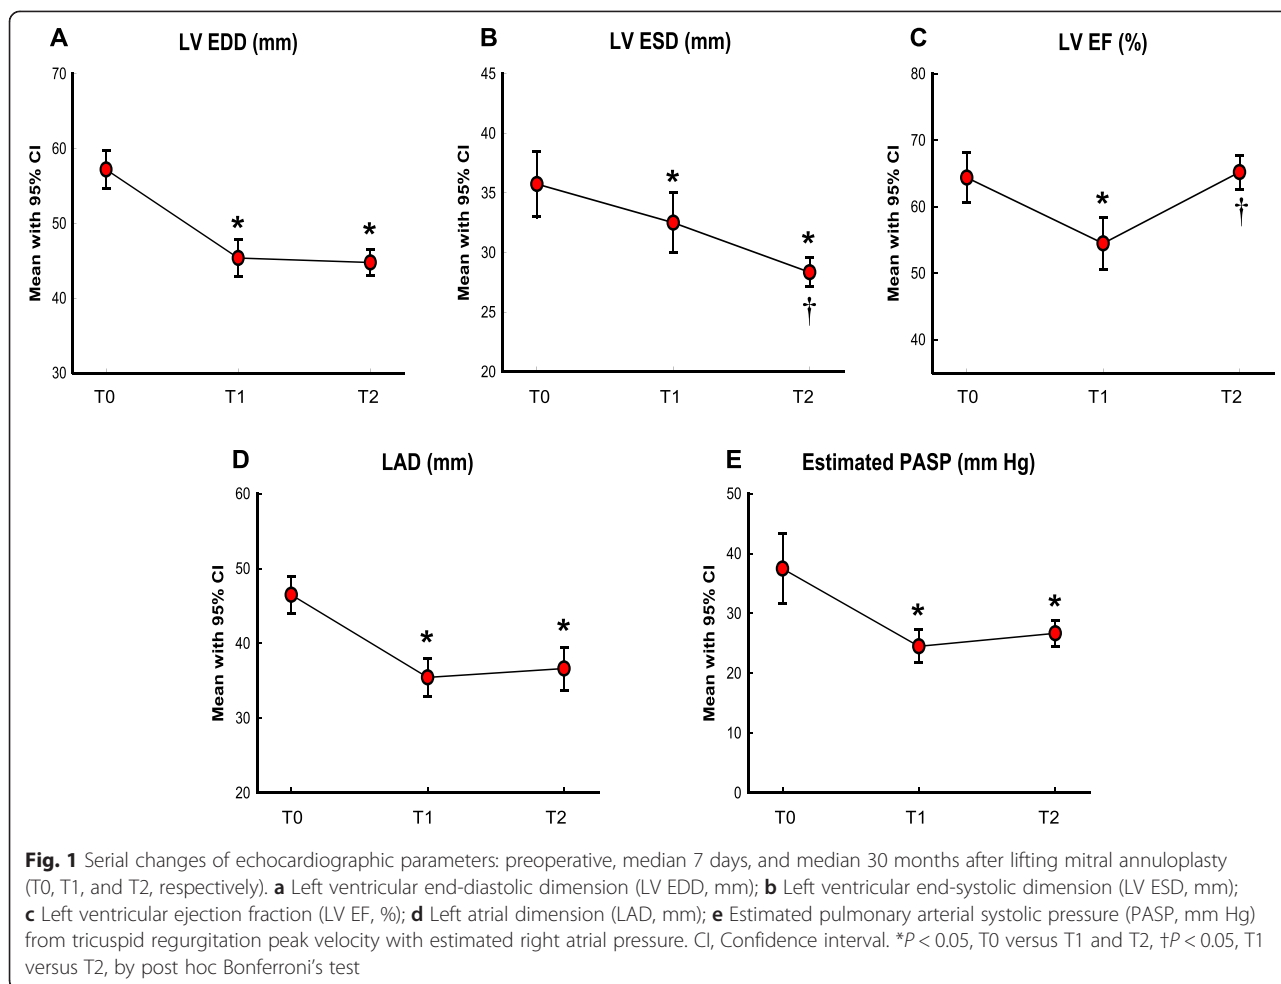 A
LV EDD (mm)
Mean with 95% CI
70
60
50
40
30
*
*
T0
T1
T2
B
LV ESD (mm)
Mean with 95% CI
45
40
35
30
25
20
*
*
†
T0
T1
T2
C
LV EF (%)
Mean with 95% CI
80
70
60
50
40
*
†
T0
T1
T2
D
LAD (mm)
Mean with 95% CI
60
50
40
30
20
*
*
T0
T1
T2
E
Estimated PASP (mm Hg)
Mean with 95% CI
50
40
30
20
10
0
*
*
T0
T1
T2
Fig. 1 Serial changes of echocardiographic parameters: preoperative, median 7 days, and median 30 months after lifting mitral annuloplasty
(T0, T1, and T2, respectively). a Left ventricular end-diastolic dimension (LV EDD, mm); b Left ventricular end-systolic dimension (LV ESD, mm);
c Left ventricular ejection fraction (LV EF, %); d Left atrial dimension (LAD, mm); e Estimated pulmonary arterial systolic pressure (PASP, mm Hg)
from tricuspid regurgitation peak velocity with estimated right atrial pressure. CI, Confidence interval. *P < 0.05, T0 versus T1 and T2, †P < 0.05, T1
versus T2, by post hoc Bonferroni's test